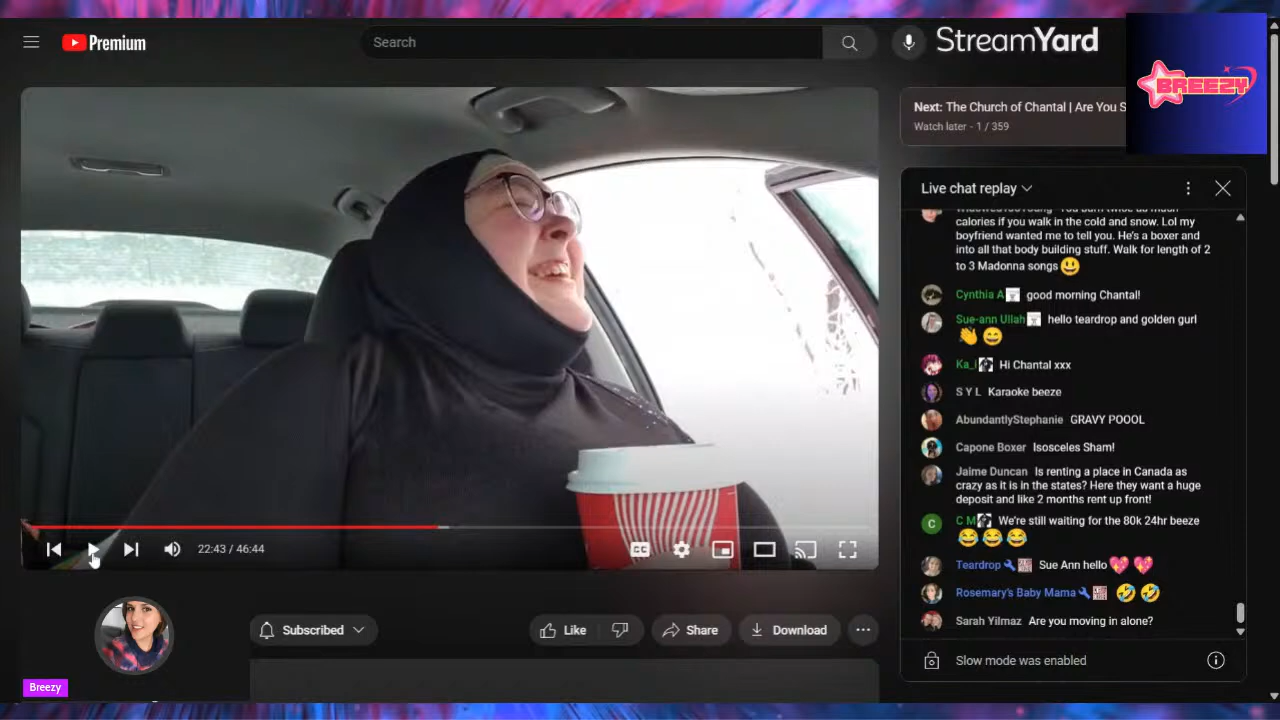 Premium
Search
StreamYard
BREEZY
Next: The Church of Chantal | Are You S
Watch later - 1 / 359
Live chat replay
calories if you walk in the cold and snow. Lol my
boyfriend wanted me to tell you. He's a boxer and
into all that body building stuff. Walk for length of 2
to 3 Madonna songs 😃
Cynthia A good morning Chantal!
Sue-ann Ullah hello teardrop and golden gurl
👋 😄
Ka_l Hi Chantal xxx
S Y L Karaoke beeze
AbundantlyStephanie GRAVY POOOL
Capone Boxer Isosceles Sham!
Jaime Duncan Is renting a place in Canada as
crazy as it is in the states? Here they want a huge
deposit and like 2 months rent up front!
C
C M We're still waiting for the 80k 24hr beeze
😂 😂 😂
Teardrop Sue Ann hello 💖 💖
Rosemary's Baby Mama 🤣 🤣
Sarah Yilmaz Are you moving in alone?
Slow mode was enabled
22:43 / 46:44
CC
Subscribed
Like
Share
Download
Breezy